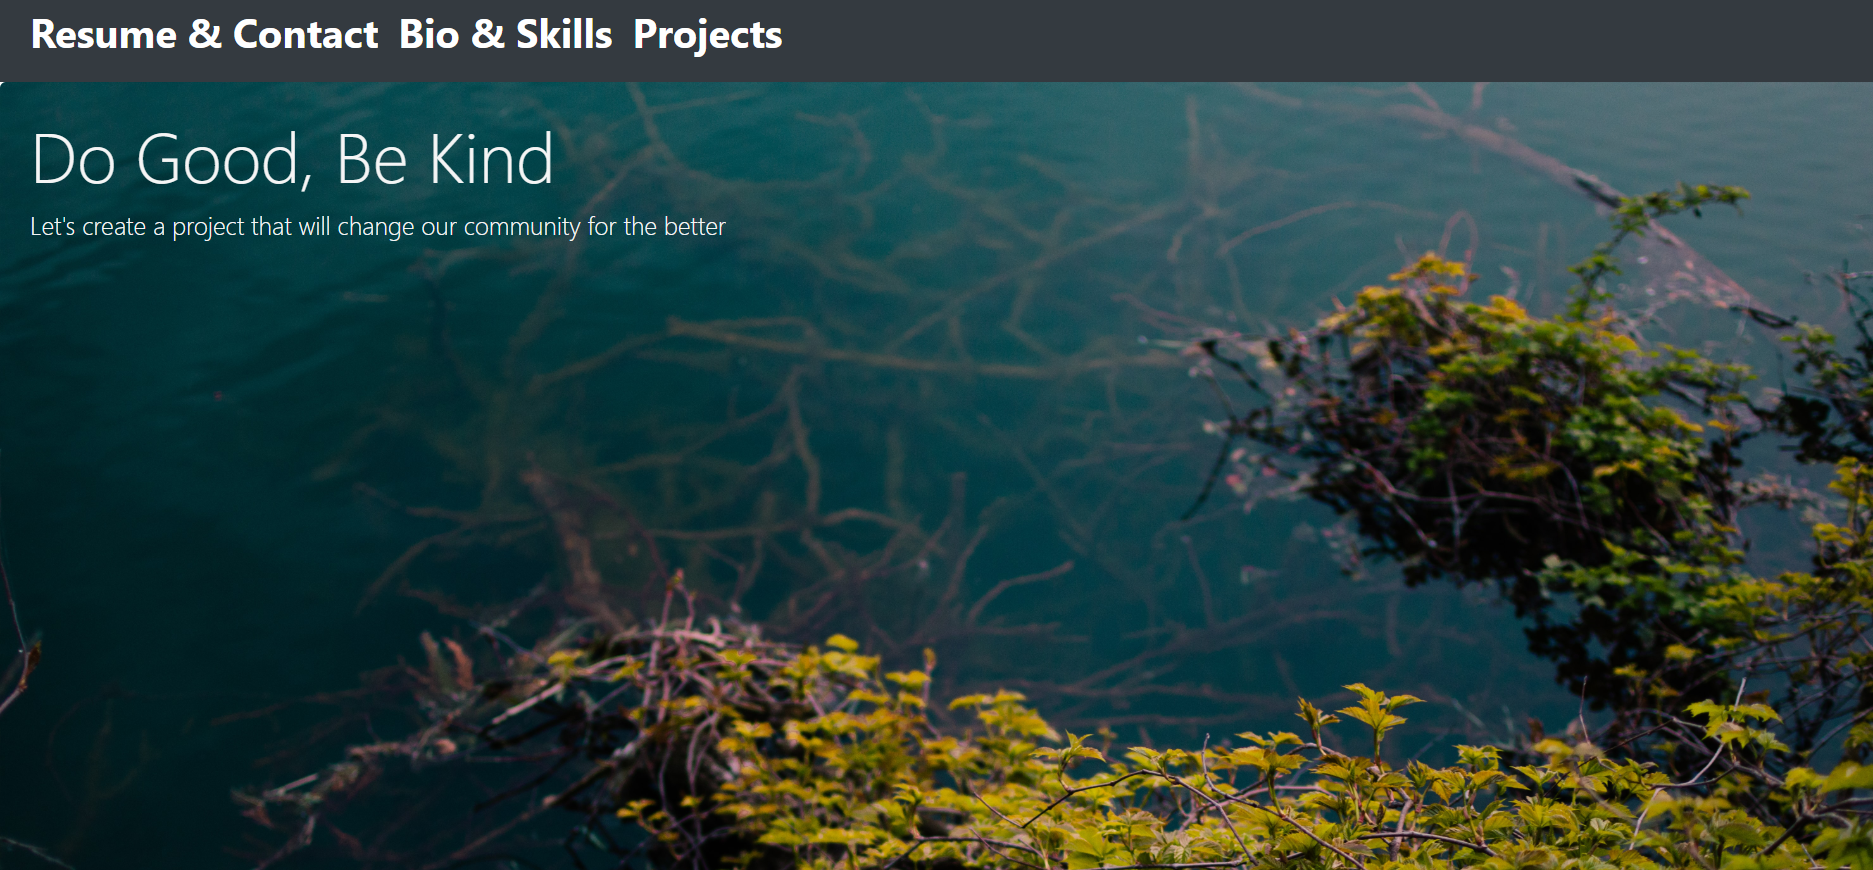 Resume & Contact Bio & Skills Projects
Do Good, Be Kind
Let's create a project that will change our community for the better